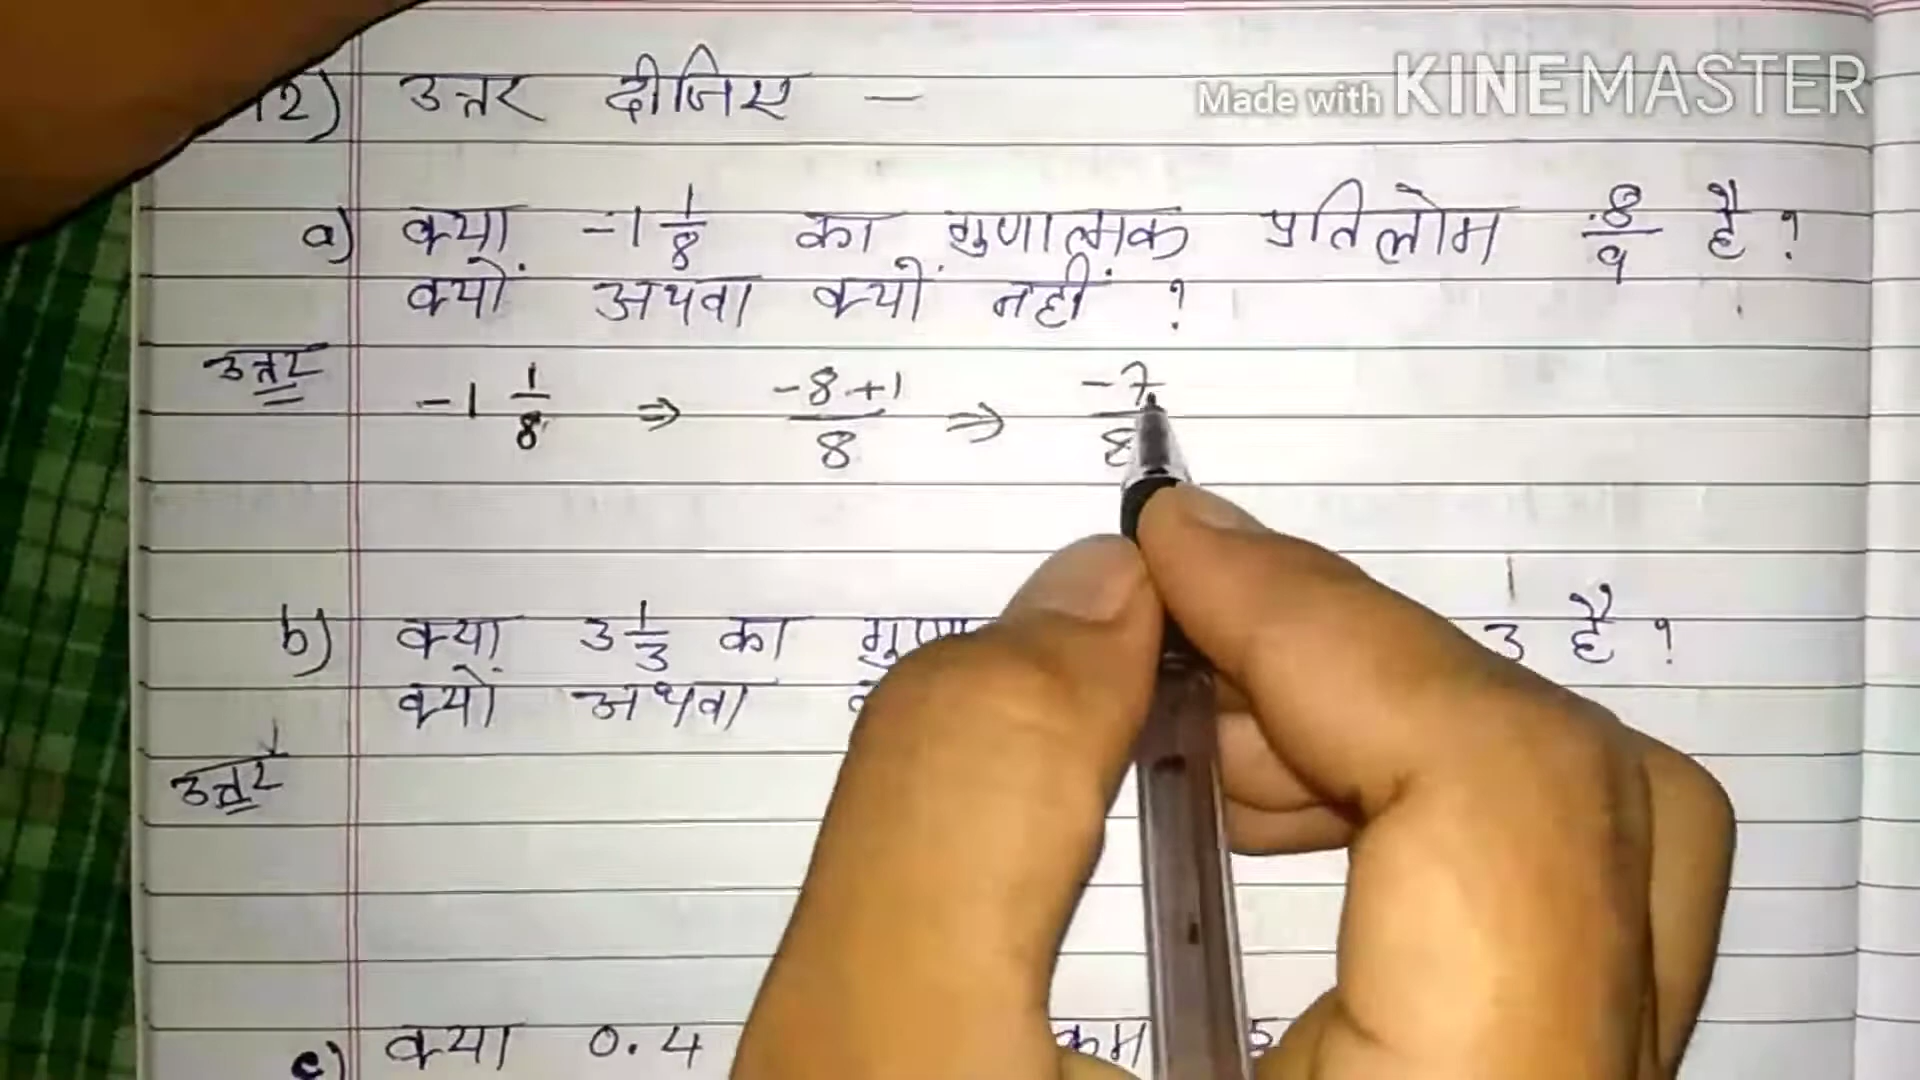 Made with KINEMASTER
12) उत्तर दीजिए —
a) क्या -1 1/8 का गुणात्मक प्रतिलोम 8/9 है ?
क्यों अथवा क्यों नहीं ?
उत्तर -1 1/8 ⇒ -8+1/8 ⇒ -7/8
b) क्या 3 1/3 का 3 है ?
क्यों अथवा
उत्तर
c) क्या 0.4